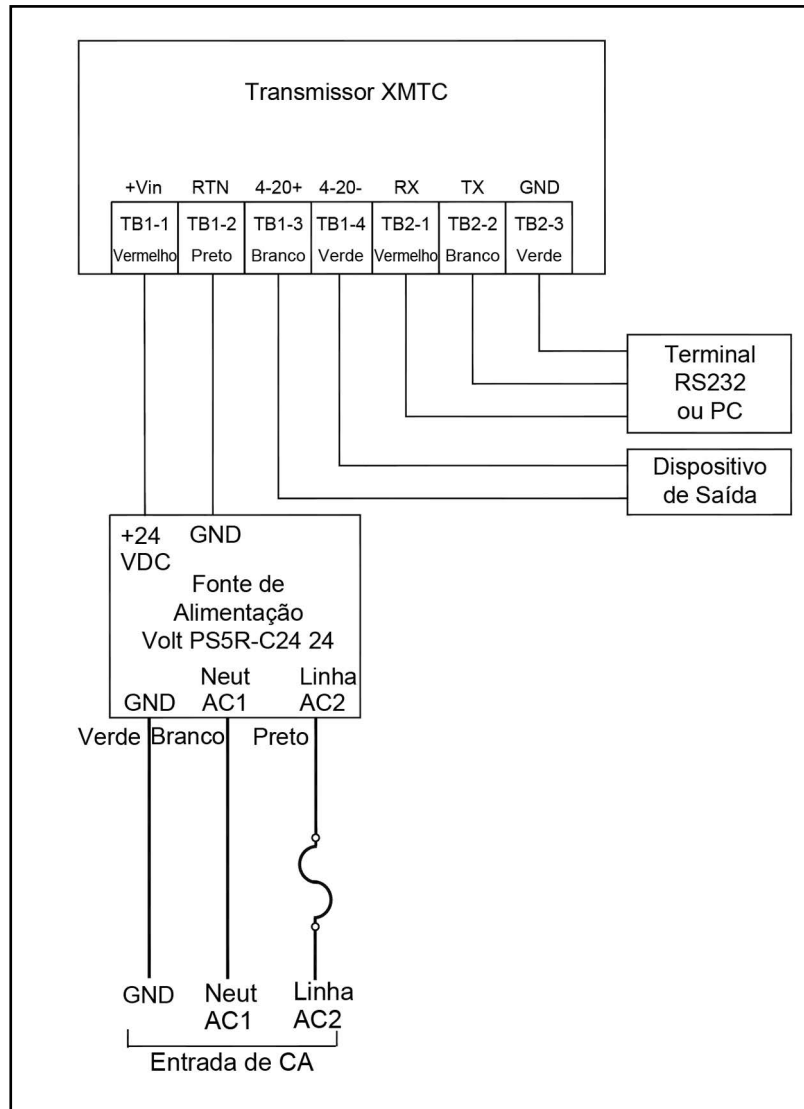 Transmissor XMTC
+Vin RTN 4-20+ 4-20- RX TX GND
TB1-1 TB1-2 TB1-3 TB1-4 TB2-1 TB2-2 TB2-3
Vermelho Preto Branco Verde Vermelho Branco Verde
Terminal
RS232
ou PC
Dispositivo
de Saída
+24 GND
VDC
Fonte de
Alimentação
Volt PS5R-C24 24
Neut Linha
GND AC1 AC2
Verde Branco Preto
GND Neut Linha
AC1 AC2
Entrada de CA